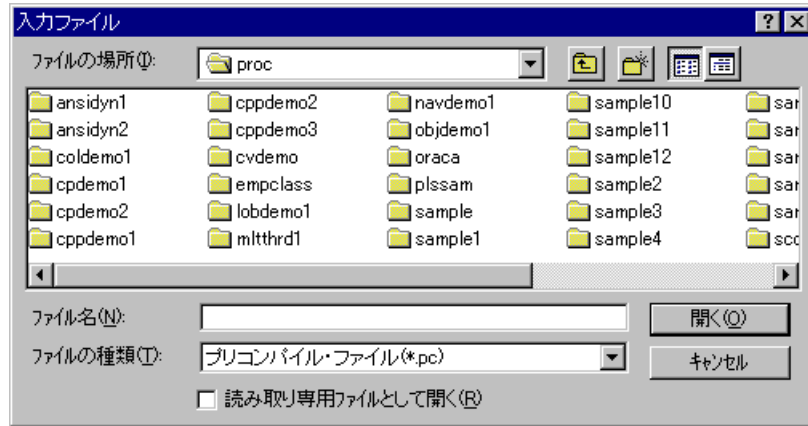 入力ファイル
ファイルの場所(I):
proc
ansidyn1
ansidyn2
coldemo1
cpdemo1
cpdemo2
cppdemo1
cppdemo2
cppdemo3
cvdemo
empclass
lobdemo1
mltthrd1
navdemo1
objdemo1
oraca
plssam
sample
sample1
sample10
sample11
sample12
sample2
sample3
sample4
ファイル名(N):
開く(O)
ファイルの種類(T):
プリコンパイル・ファイル(*.pc)
キャンセル
読み取り専用ファイルとして開く(R)